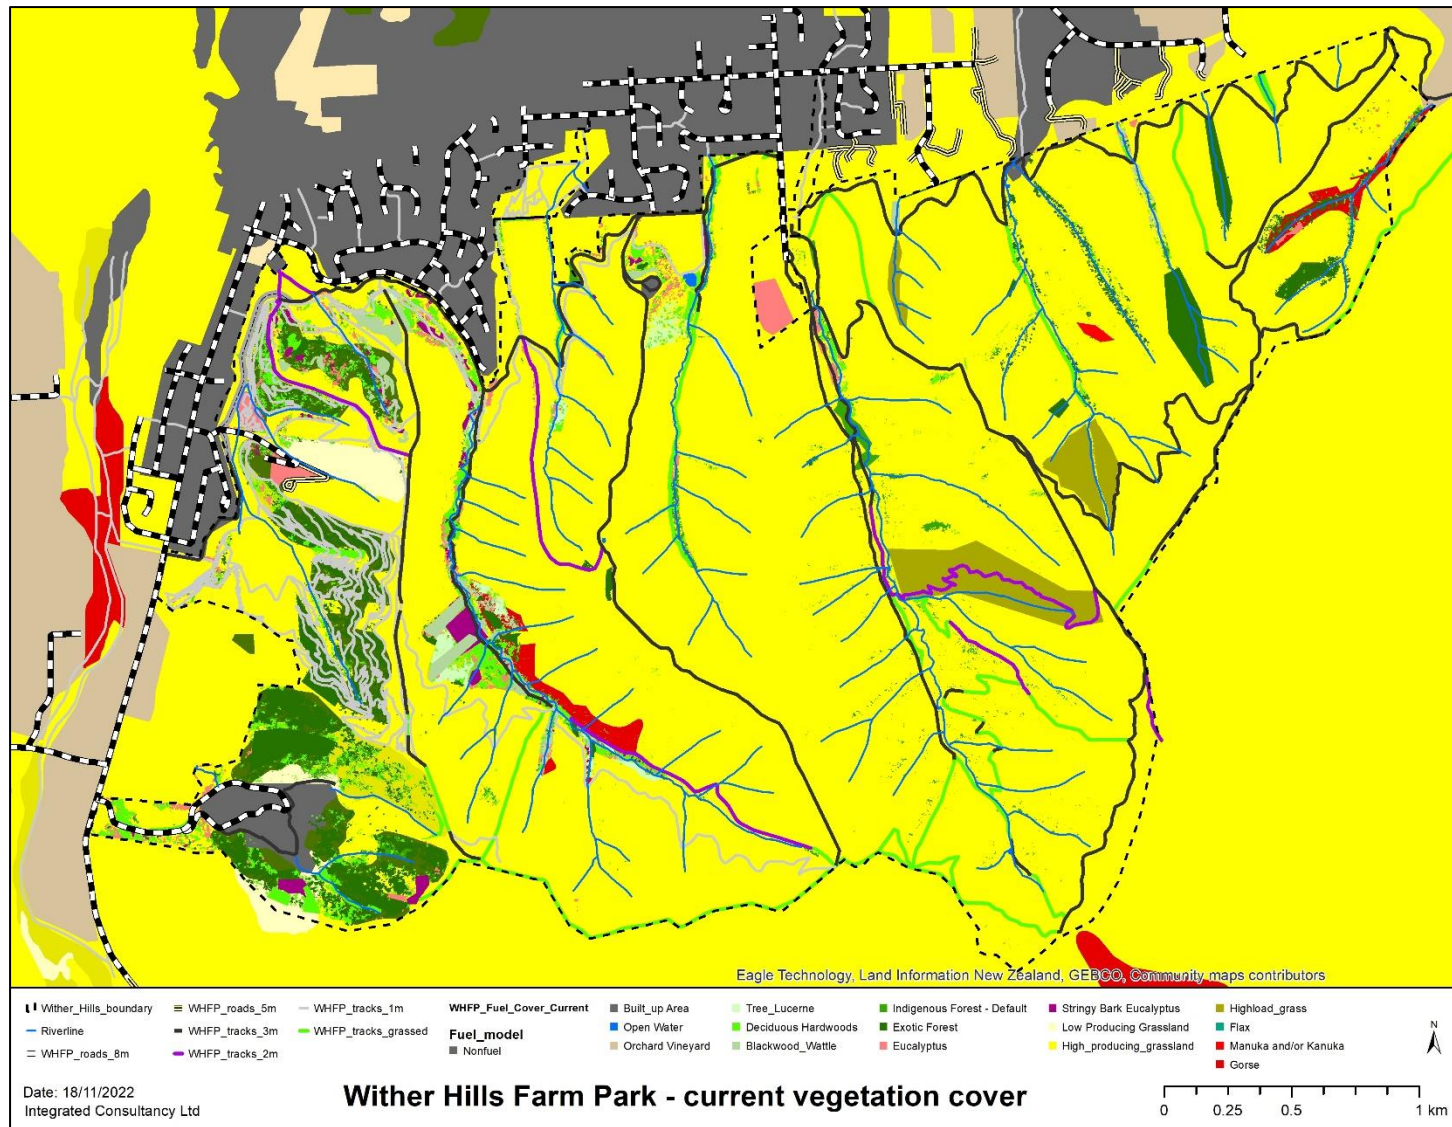 Eagle Technology, Land Information New Zealand, GEBCO, Community maps contributors
Wither_Hills_boundary
Riverline
WHFP_roads_8m
WHFP_roads_5m
WHFP_tracks_3m
WHFP_tracks_2m
WHFP_tracks_1m
WHFP_tracks_grassed
WHFP_Fuel_Cover_Current
Fuel_model
Nonfuel
Built_up Area
Open Water
Orchard Vineyard
Tree_Lucerne
Deciduous Hardwoods
Blackwood_Wattle
Indigenous Forest - Default
Exotic Forest
Eucalyptus
Stringy Bark Eucalyptus
Low Producing Grassland
High_producing_grassland
Highload_grass
Flax
Manuka and/or Kanuka
Gorse
N
Date: 18/11/2022
Integrated Consultancy Ltd
Wither Hills Farm Park - current vegetation cover
0 0.25 0.5 1 km